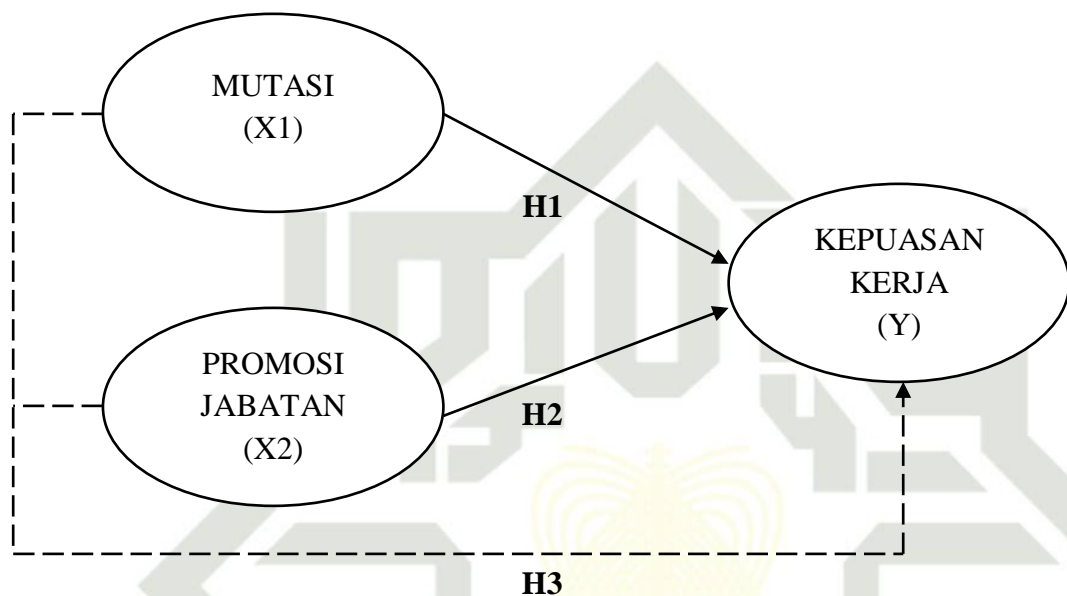 MUTASI
(X1)
H1
KEPUASAN
KERJA
(Y)
PROMOSI
JABATAN
(X2)
H2
H3